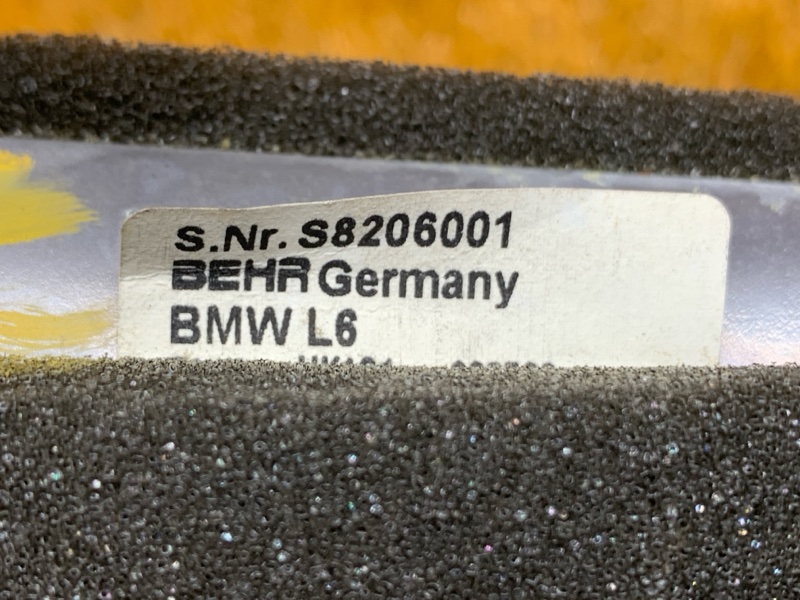 S.Nr. S8206001
BEHR Germany
BMW L6